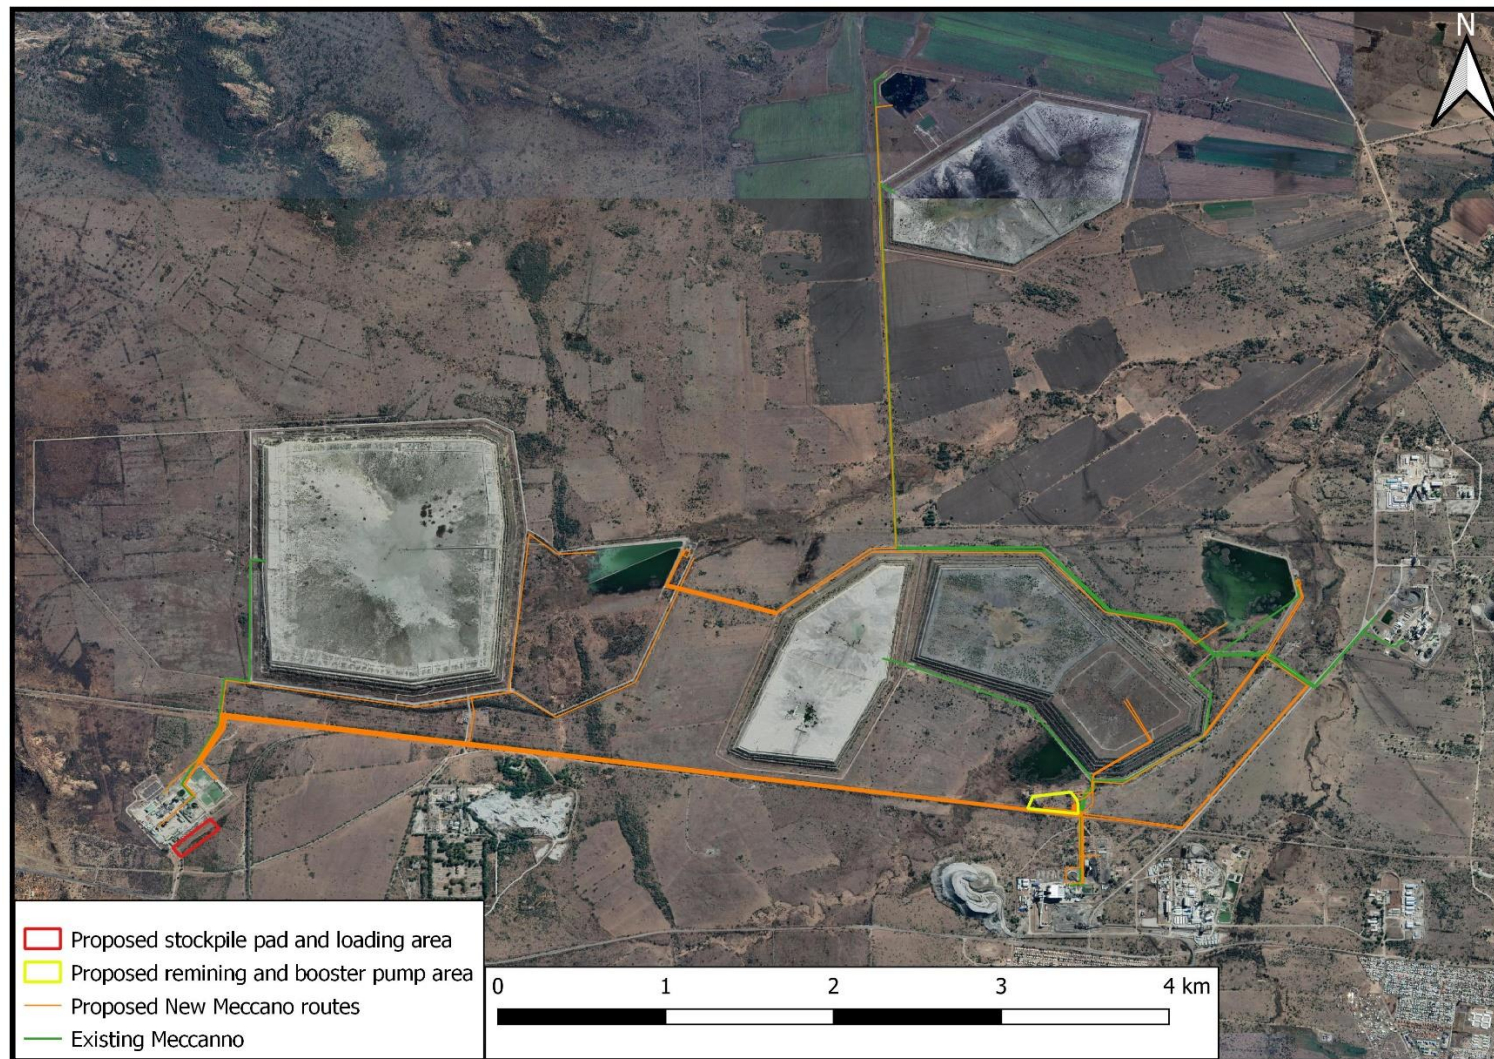 N
Proposed stockpile pad and loading area
Proposed remining and booster pump area
Proposed New Meccano routes
Existing Meccanno
0 1 2 3 4 km